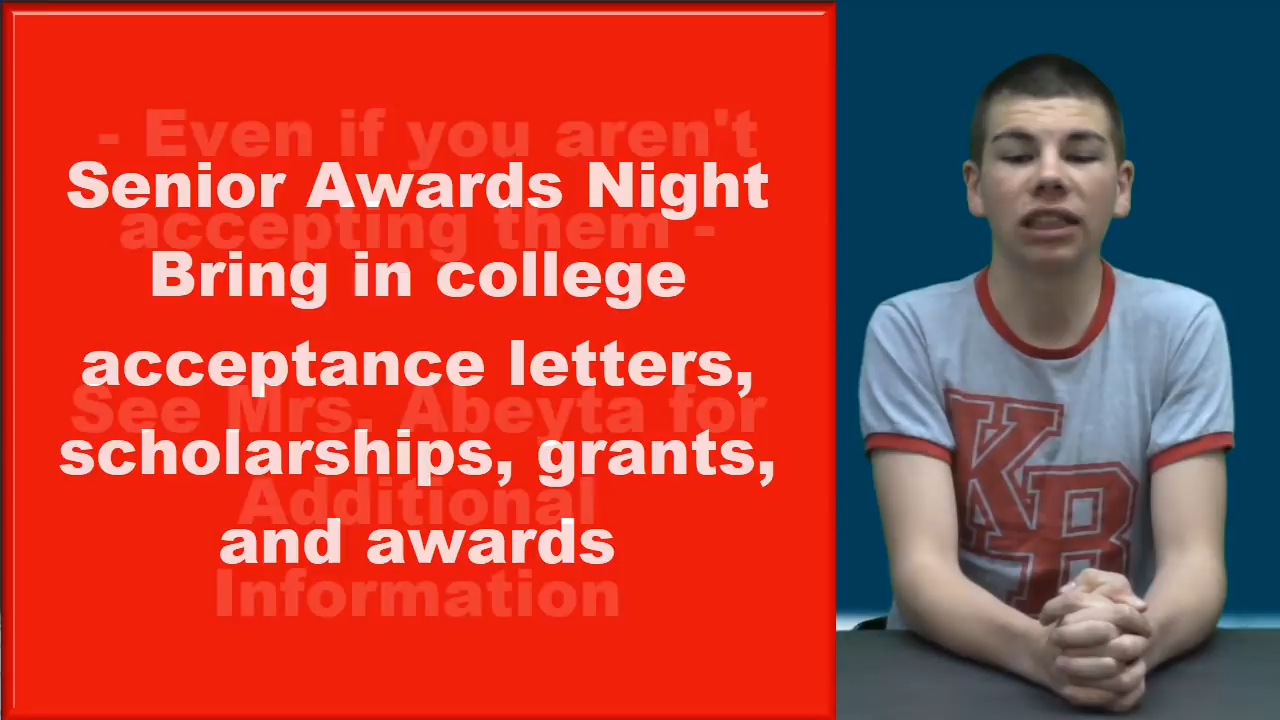 - Even if you aren't
Senior Awards Night
accepting them -
Bring in college
acceptance letters,
See Mrs. Abeyta for
scholarships, grants,
Additional
and awards
Information
KB